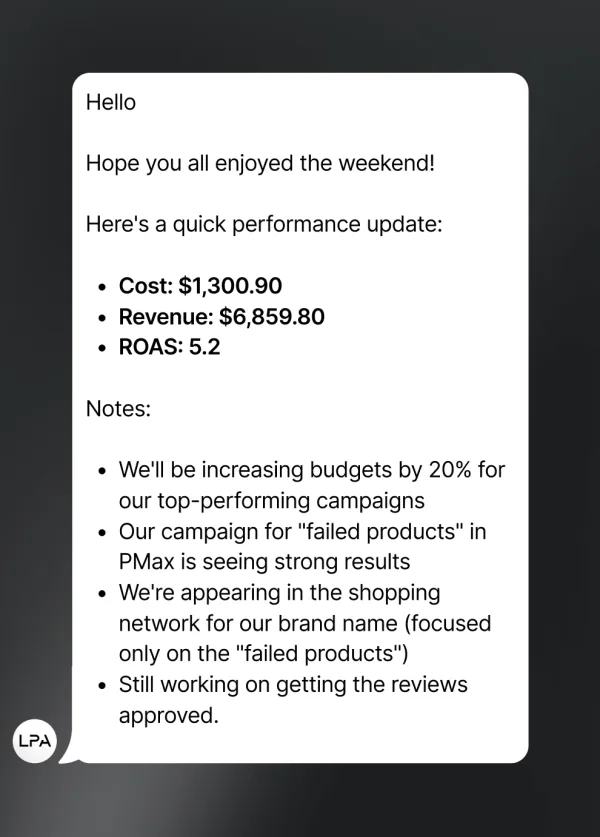 Hello
Hope you all enjoyed the weekend!
Here's a quick performance update:
• Cost: $1,300.90
• Revenue: $6,859.80
• ROAS: 5.2
Notes:
• We'll be increasing budgets by 20% for
our top-performing campaigns
• Our campaign for "failed products" in
PMax is seeing strong results
• We're appearing in the shopping
network for our brand name (focused
only on the "failed products")
• Still working on getting the reviews
approved.
LPA